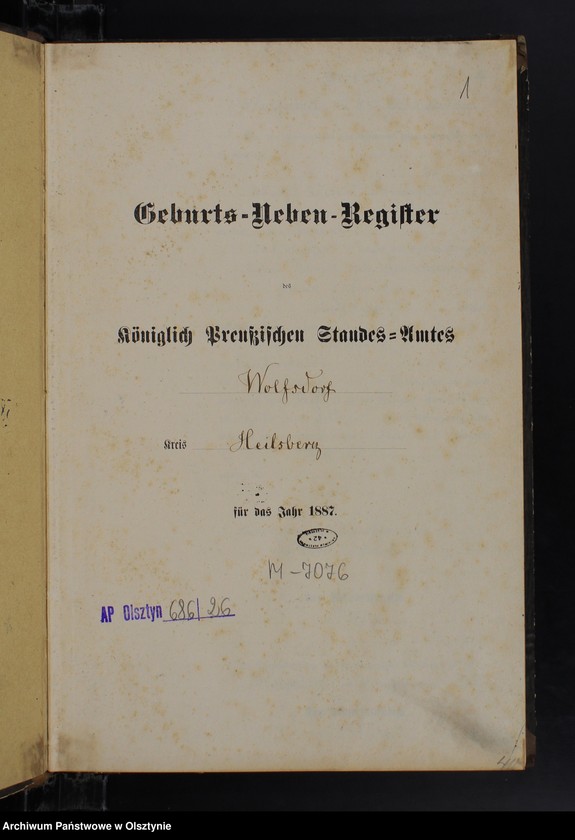 1
Geburts-Neben-Register
des
Königlich Preußischen Standes-Amtes
Wolfsdorf
Kreis Heilsberg
für das Jahr 1887.
M-7076
AP Olsztyn 686/26
Archiwum Państwowe w Olsztynie